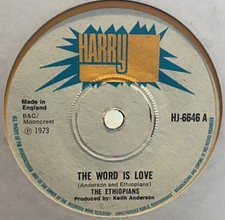 HARRY
Made in
England
B&C/
Mooncrest
℗ 1973
HJ-6646 A
THE WORD IS LOVE
(Anderson and Ethiopians)
THE ETHIOPIANS
Produced by: Keith Anderson